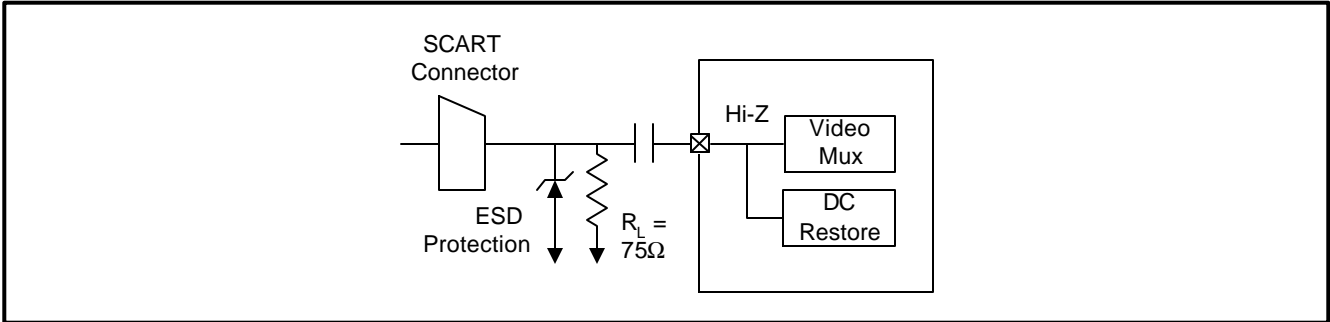 SCART
Connector
Hi-Z
Video
Mux
DC
Restore
ESD
Protection
R_L =
75Ω